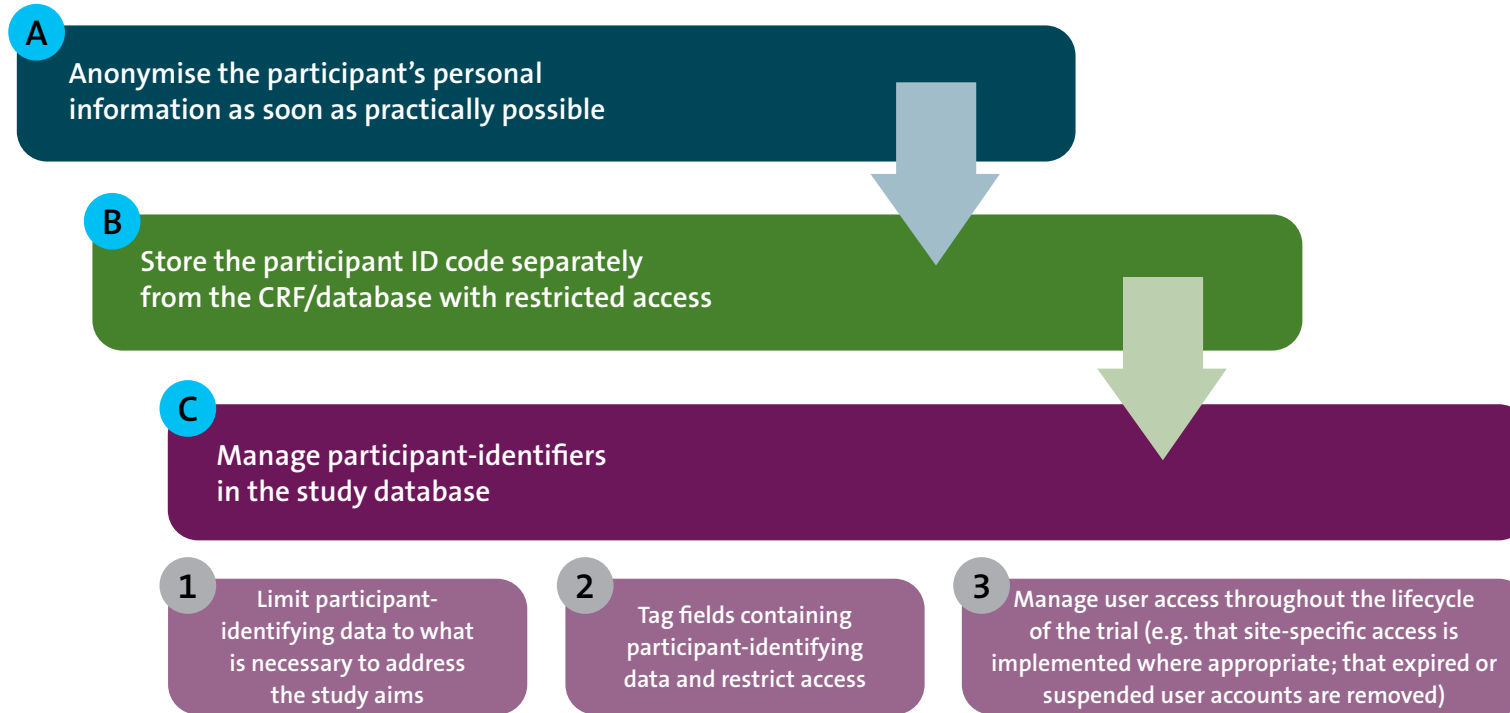 A
Anonymise the participant’s personal
information as soon as practically possible
B
Store the participant ID code separately
from the CRF/database with restricted access
C
Manage participant-identifiers
in the study database
1
Limit participant-
identifying data to what
is necessary to address
the study aims
2
Tag fields containing
participant-identifying
data and restrict access
3
Manage user access throughout the lifecycle
of the trial (e.g. that site-specific access is
implemented where appropriate; that expired or
suspended user accounts are removed)